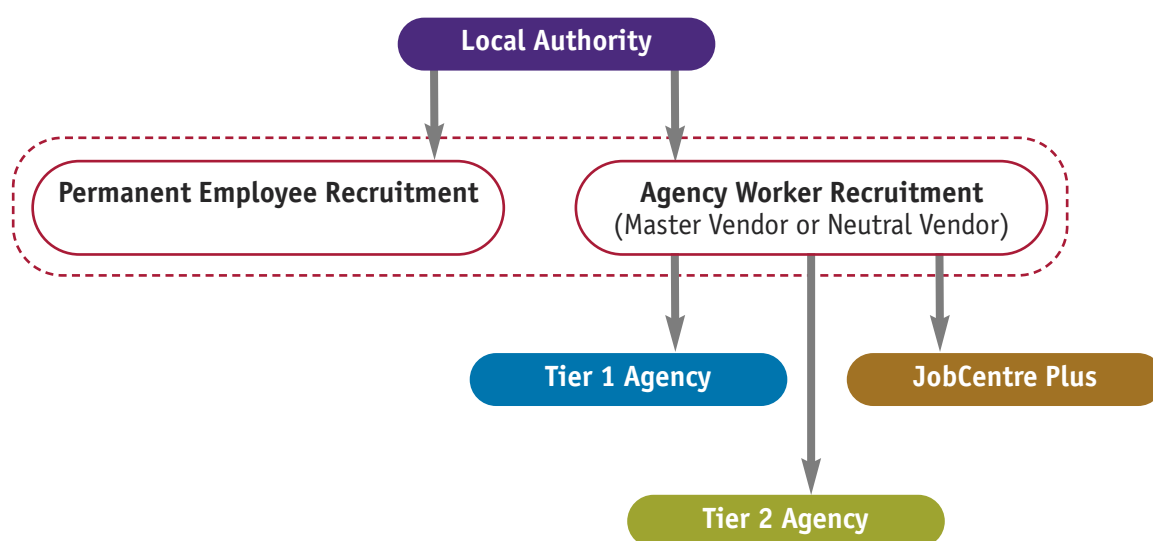 Local Authority
Permanent Employee Recruitment
Agency Worker Recruitment
(Master Vendor or Neutral Vendor)
Tier 1 Agency
JobCentre Plus
Tier 2 Agency